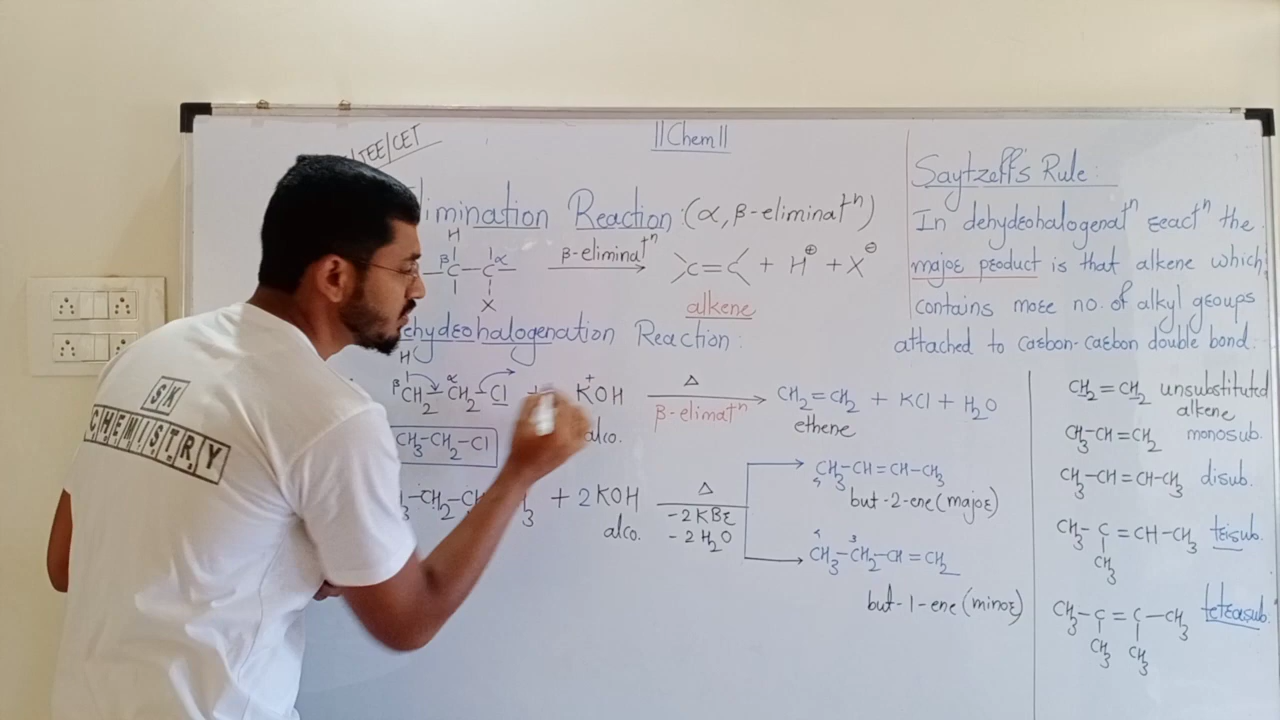 /TEE/CET
||Chem||
limination Reaction: (α, β-eliminatⁿ)
H
β α
C – C
X
β-eliminatⁿ
>C=C< + H⊕ + X⊖
alkene
ehydrohalogenation Reaction:
H
β α
CH₂–CH₂–Cl + KOH
+
alco.
Δ
β-elimatⁿ
CH₂=CH₂ + KCl + H₂O
ethene
CH₃–CH₂–Cl
+ 2KOH
alco.
Δ
-2KBr
-2H₂O
CH₃–CH=CH–CH₃
but-2-ene (major)
CH₃–CH₂–CH=CH₂
but-1-ene (minor)
Saytzeff's Rule:
In dehydrohalogenatⁿ reactⁿ the
major product is that alkene which
contains more no. of alkyl groups
attached to carbon-carbon double bond.
CH₂=CH₂ unsubstituted
alkene
CH₃–CH=CH₂ monosub.
CH₃–CH=CH–CH₃ disub.
CH₃–C=CH–CH₃ trisub.
CH₃
CH₃–C=C–CH₃ tetrasub.
CH₃ CH₃
SK
CHEMISTRY